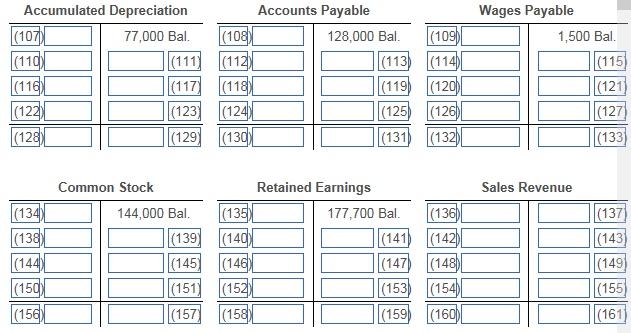 Accumulated Depreciation Accounts Payable Wages Payable
(107) 77,000 Bal. (108) 128,000 Bal. (109) 1,500 Bal.
(110) (111) (112) (113) (114) (115)
(116) (117) (118) (119) (120) (121)
(122) (123) (124) (125) (126) (127)
(128) (129) (130) (131) (132) (133)
Common Stock Retained Earnings Sales Revenue
(134) 144,000 Bal. (135) 177,700 Bal. (136) (137)
(138) (139) (140) (141) (142) (143)
(144) (145) (146) (147) (148) (149)
(150) (151) (152) (153) (154) (155)
(156) (157) (158) (159) (160) (161)